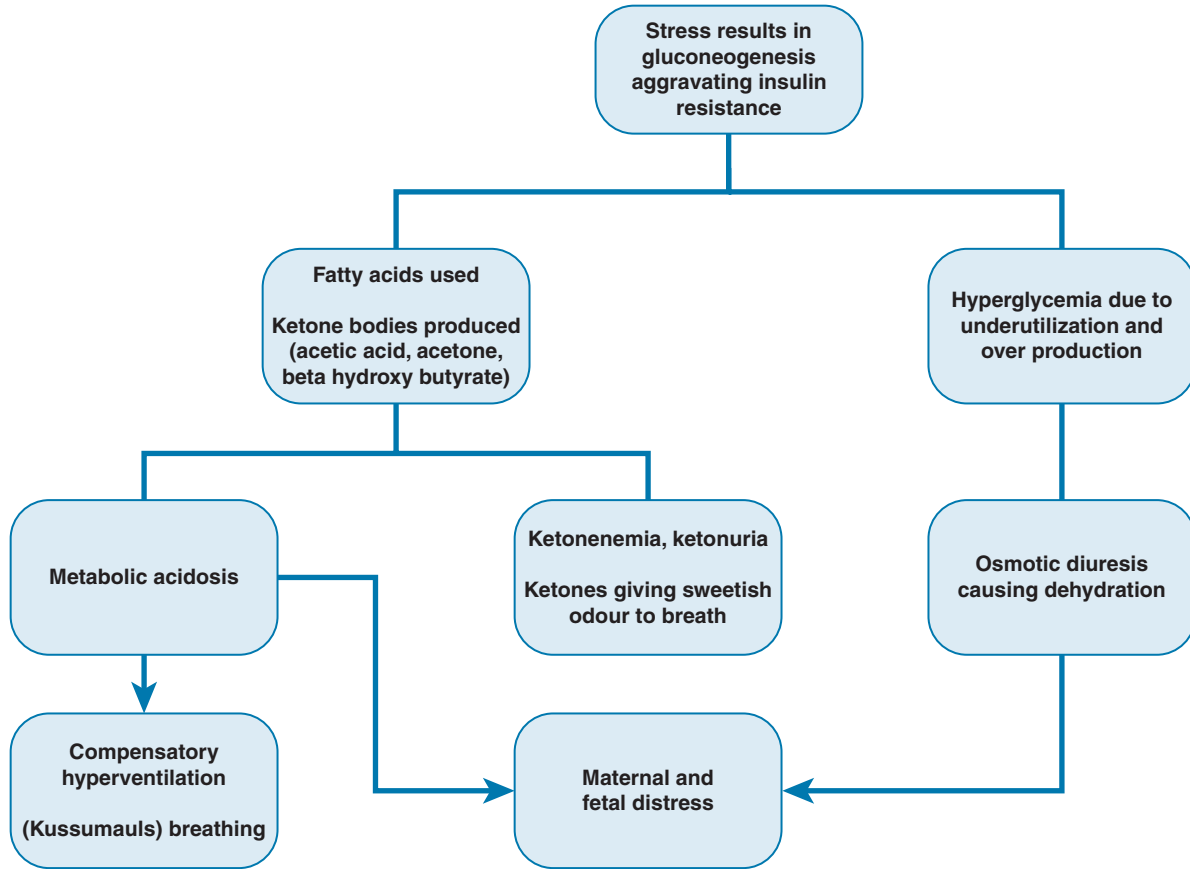 Stress results in
gluconeogenesis
aggravating insulin
resistance
Fatty acids used
Ketone bodies produced
(acetic acid, acetone,
beta hydroxy butyrate)
Hyperglycemia due to
underutilization and
over production
Metabolic acidosis
Ketonenemia, ketonuria
Ketones giving sweetish
odour to breath
Osmotic diuresis
causing dehydration
Compensatory
hyperventilation
(Kussumauls) breathing
Maternal and
fetal distress